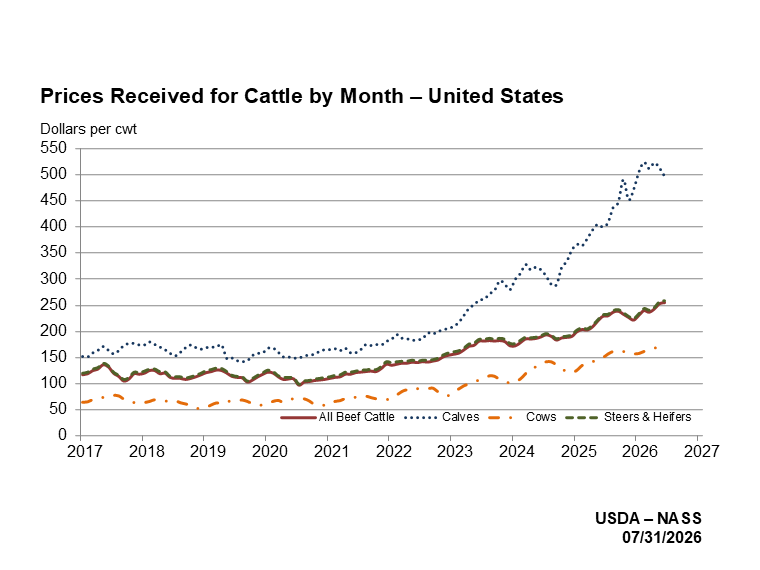 Prices Received for Cattle by Month – United States
Dollars per cwt
550
500
450
400
350
300
250
200
150
100
50
0
All Beef Cattle Calves Cows Steers & Heifers
2017 2018 2019 2020 2021 2022 2023 2024 2025 2026 2027
USDA – NASS
07/31/2026